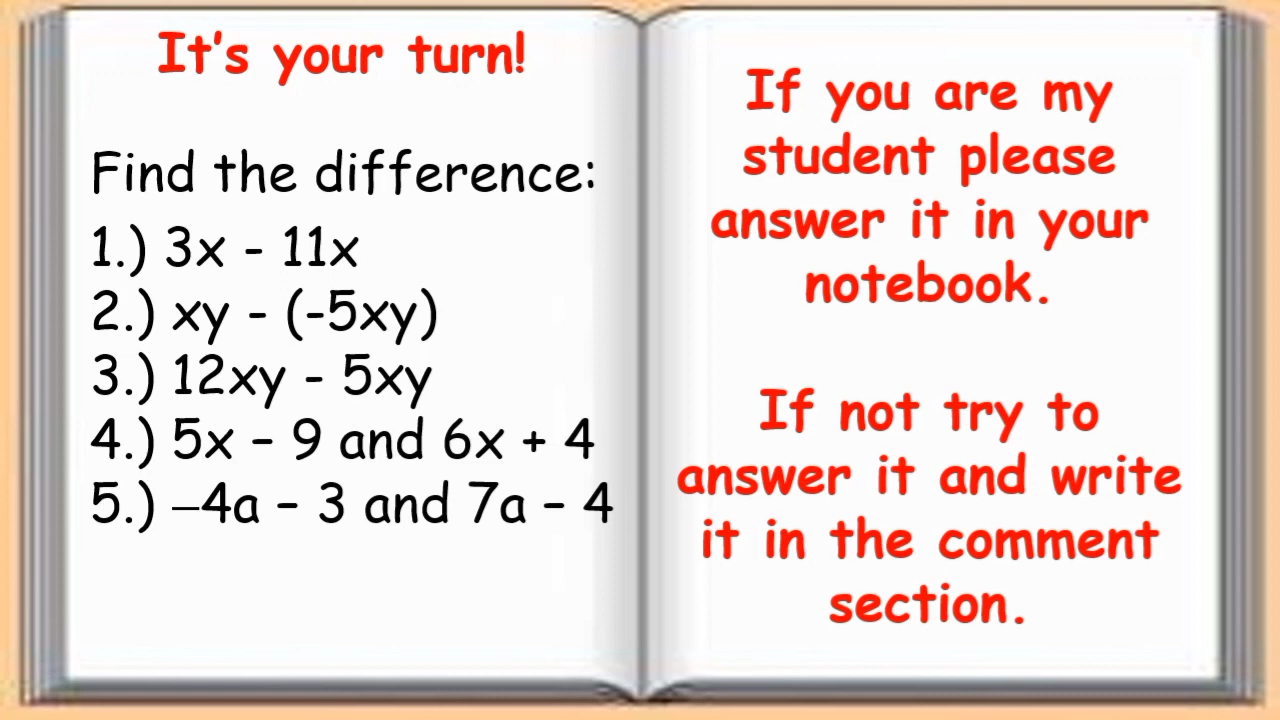 It's your turn!
Find the difference:
1.) 3x - 11x
2.) xy - (-5xy)
3.) 12xy - 5xy
4.) 5x – 9 and 6x + 4
5.) –4a – 3 and 7a – 4
If you are my
student please
answer it in your
notebook.
If not try to
answer it and write
it in the comment
section.